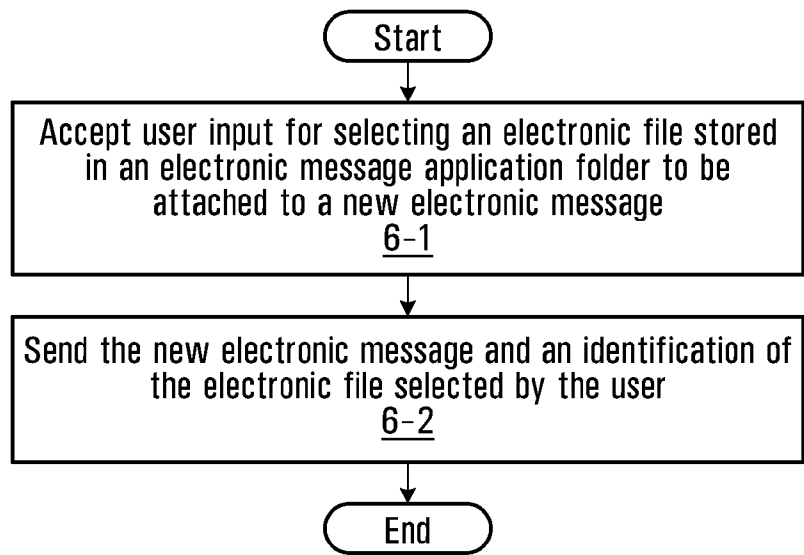 Start
Accept user input for selecting an electronic file stored
in an electronic message application folder to be
attached to a new electronic message
6-1
Send the new electronic message and an identification of
the electronic file selected by the user
6-2
End